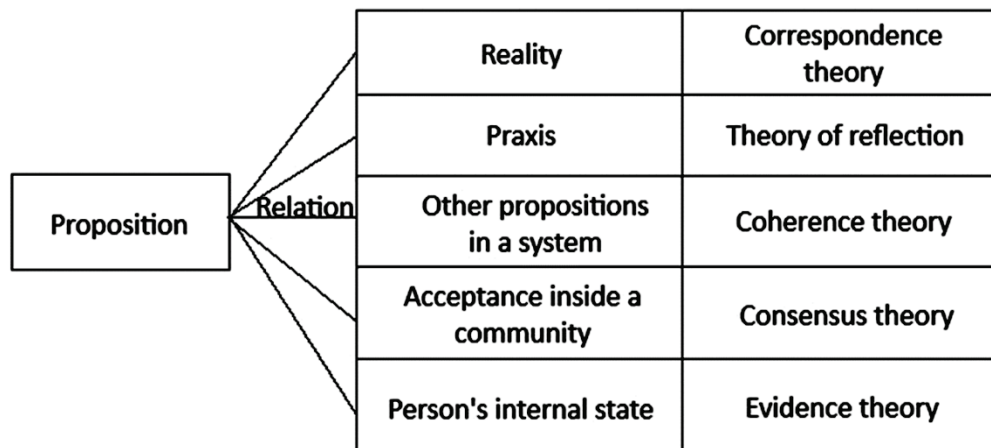 Proposition
Relation
Reality
Correspondence
theory
Praxis
Theory of reflection
Other propositions
in a system
Coherence theory
Acceptance inside a
community
Consensus theory
Person's internal state
Evidence theory